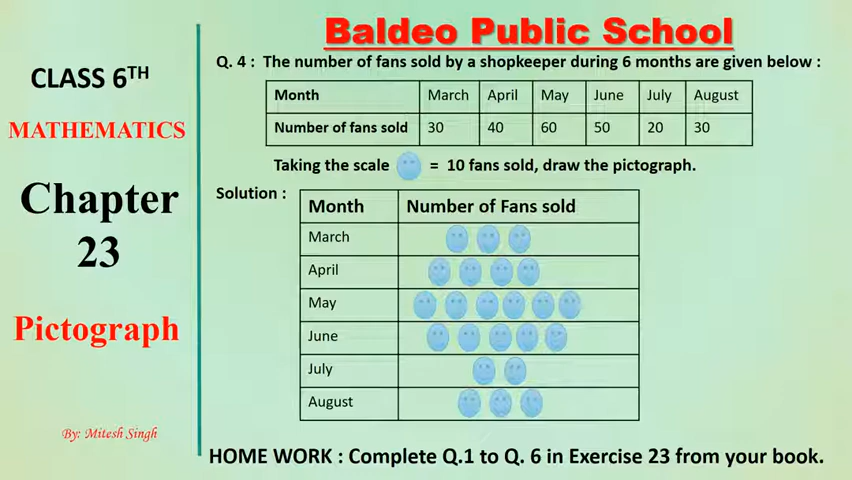 Baldeo Public School
CLASS 6TH
MATHEMATICS
Chapter
23
Pictograph
By: Mitesh Singh
Q. 4 : The number of fans sold by a shopkeeper during 6 months are given below :
Month March April May June July August
Number of fans sold 30 40 60 50 20 30
Taking the scale = 10 fans sold, draw the pictograph.
Solution :
Month Number of Fans sold
March
April
May
June
July
August
HOME WORK : Complete Q.1 to Q. 6 in Exercise 23 from your book.